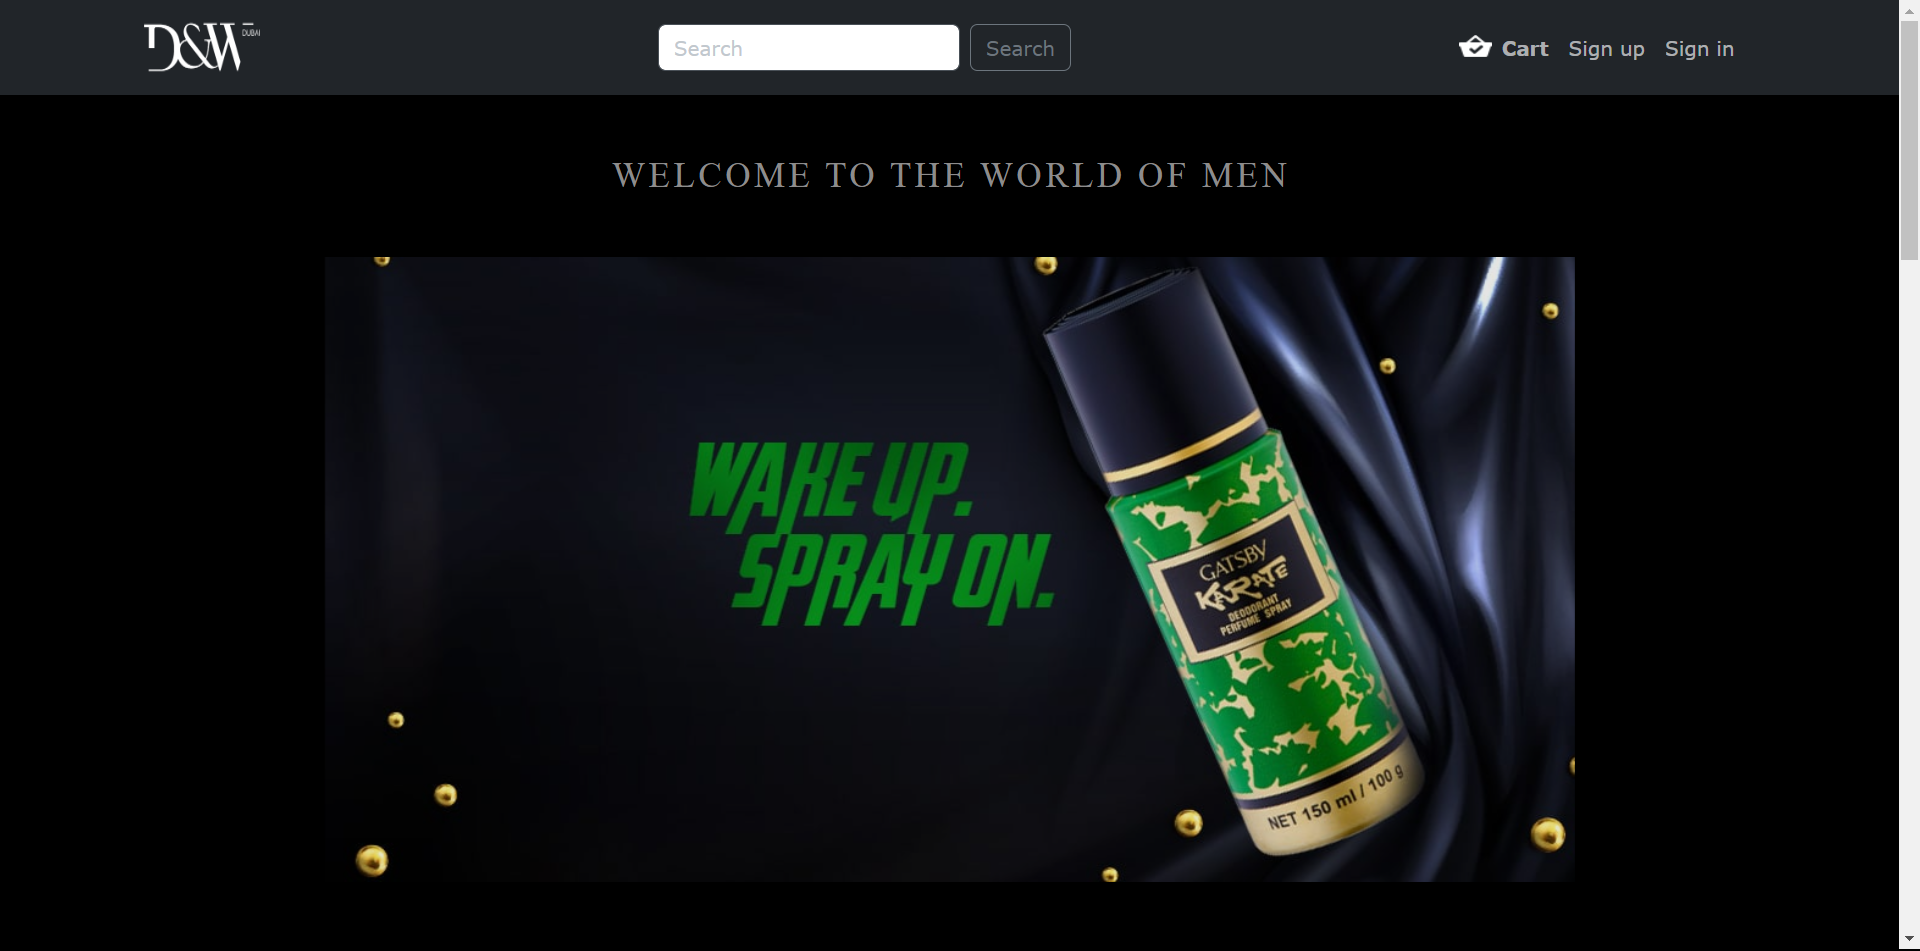 D&W
DUBAI
Search
Search
Cart
Sign up
Sign in
WELCOME TO THE WORLD OF MEN
WAKE UP.
SPRAY ON.
GATSBY
KARATE
DEODORANT
PERFUME SPRAY
NET 150 ml / 100 g